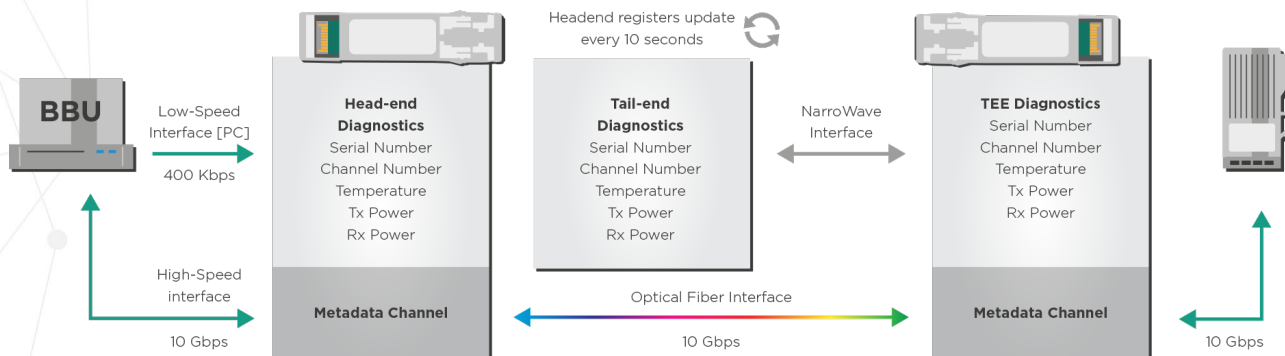 Headend registers update
every 10 seconds
BBU
Low-Speed
Interface [PC]
400 Kbps
High-Speed
interface
10 Gbps
Head-end
Diagnostics
Serial Number
Channel Number
Temperature
Tx Power
Rx Power
Metadata Channel
Tail-end
Diagnostics
Serial Number
Channel Number
Temperature
Tx Power
Rx Power
Optical Fiber Interface
10 Gbps
NarroWave
Interface
TEE Diagnostics
Serial Number
Channel Number
Temperature
Tx Power
Rx Power
Metadata Channel
10 Gbps